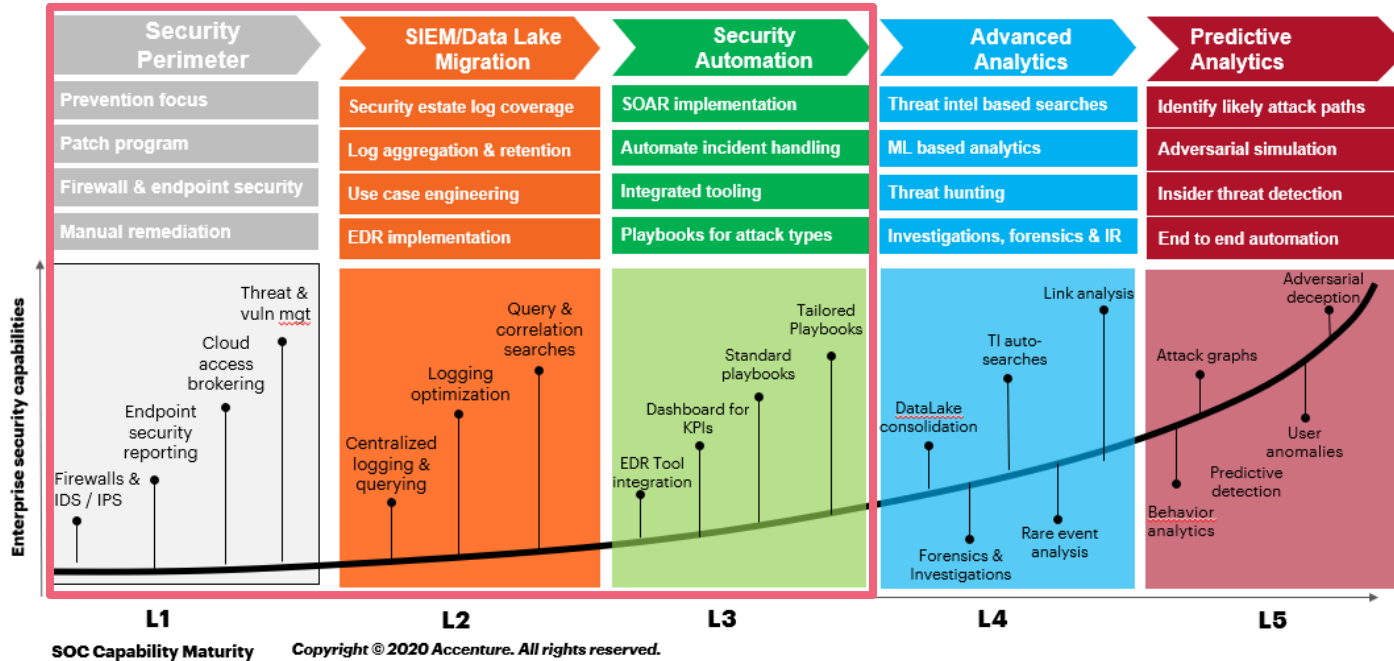 Security
Perimeter
SIEM/Data Lake
Migration
Security
Automation
Advanced
Analytics
Predictive
Analytics
Prevention focus
Patch program
Firewall & endpoint security
Manual remediation
Security estate log coverage
Log aggregation & retention
Use case engineering
EDR implementation
SOAR implementation
Automate incident handling
Integrated tooling
Playbooks for attack types
Threat intel based searches
ML based analytics
Threat hunting
Investigations, forensics & IR
Identify likely attack paths
Adversarial simulation
Insider threat detection
End to end automation
Enterprise security capabilities
Firewalls &
IDS / IPS
Endpoint
security
reporting
Cloud
access
brokering
Threat &
vuln mgt
Centralized
logging &
querying
Logging
optimization
Query &
correlation
searches
EDR Tool
integration
Dashboard for
KPIs
Standard
playbooks
Tailored
Playbooks
DataLake
consolidation
Forensics &
Investigations
TI auto-
searches
Rare event
analysis
Link analysis
Behavior
analytics
Attack graphs
Predictive
detection
User
anomalies
Adversarial
deception
L1
L2
L3
L4
L5
SOC Capability Maturity
Copyright © 2020 Accenture. All rights reserved.